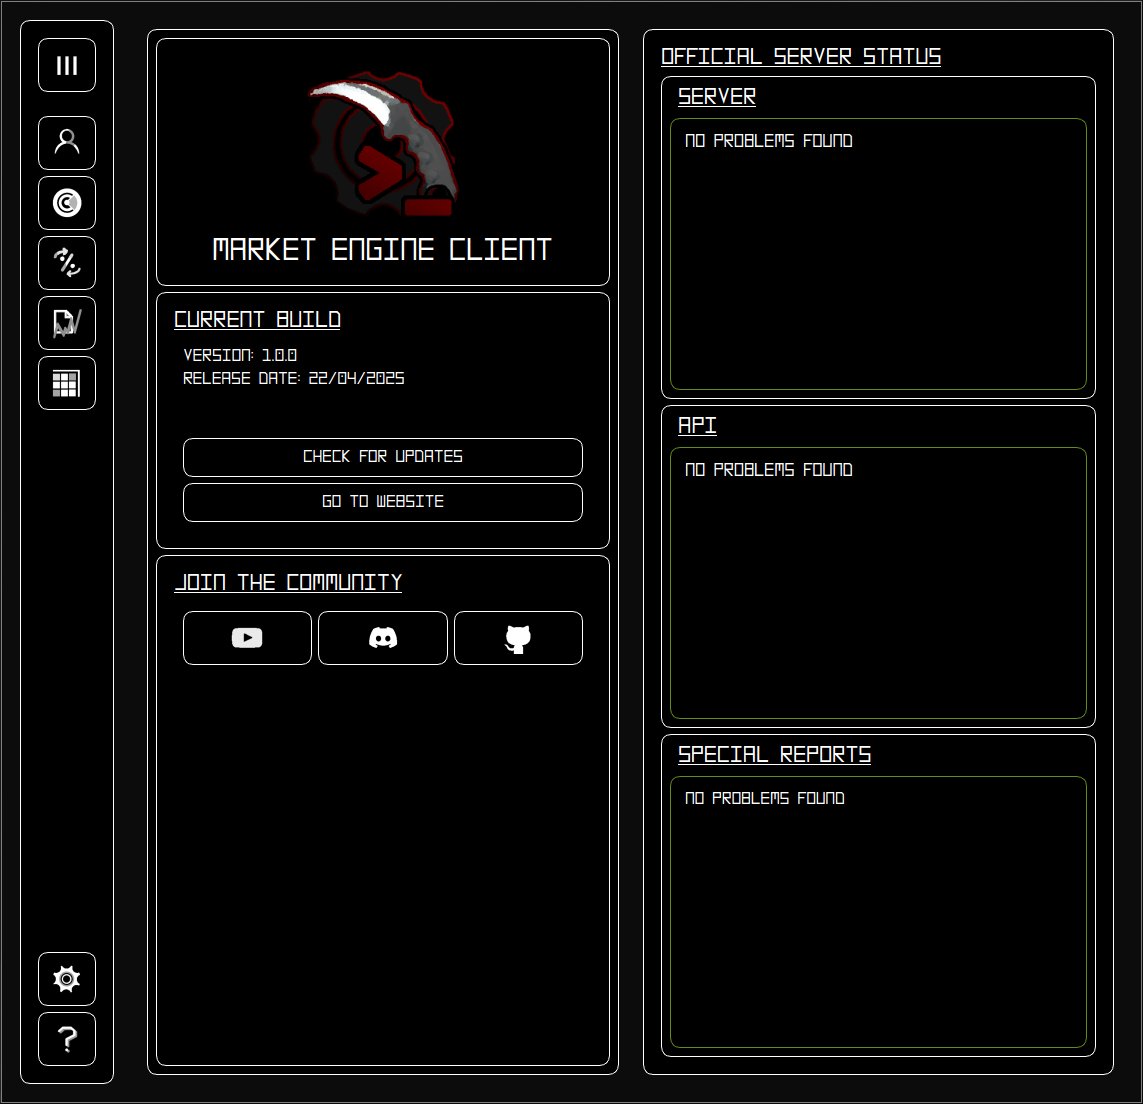 MARKET ENGINE CLIENT
CURRENT BUILD
VERSION: 1.0.0
RELEASE DATE: 22/04/2025
CHECK FOR UPDATES
GO TO WEBSITE
JOIN THE COMMUNITY
OFFICIAL SERVER STATUS
SERVER
NO PROBLEMS FOUND
API
NO PROBLEMS FOUND
SPECIAL REPORTS
NO PROBLEMS FOUND